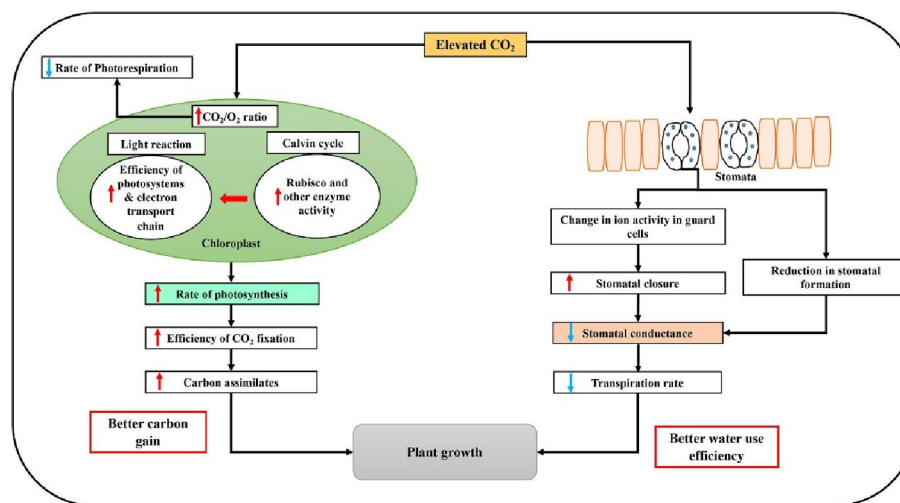 Elevated CO₂
Rate of Photorespiration
CO₂/O₂ ratio
Light reaction
Calvin cycle
Efficiency of
photosystems
& electron
transport
chain
Rubisco and
other enzyme
activity
Chloroplast
Rate of photosynthesis
Efficiency of CO₂ fixation
Carbon assimilates
Better carbon
gain
Stomata
Change in ion activity in guard
cells
Stomatal closure
Reduction in stomatal
formation
Stomatal conductance
Transpiration rate
Better water use
efficiency
Plant growth